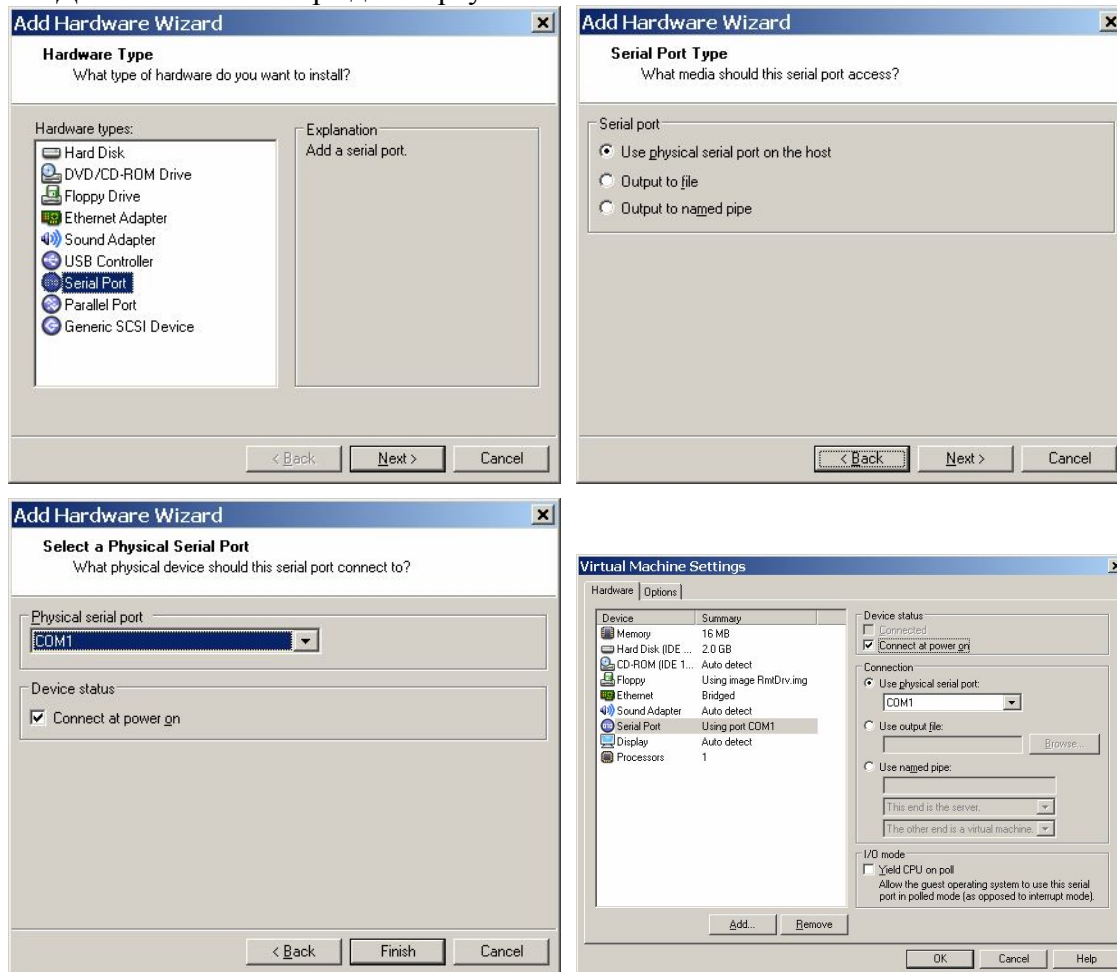 Add Hardware Wizard
Hardware Type
What type of hardware do you want to install?
Hardware types:
Hard Disk
DVD/CD-ROM Drive
Floppy Drive
Ethernet Adapter
Sound Adapter
USB Controller
Serial Port
Parallel Port
Generic SCSI Device
Explanation
Add a serial port.
< Back
Next >
Cancel
Add Hardware Wizard
Serial Port Type
What media should this serial port access?
Serial port
Use physical serial port on the host
Output to file
Output to named pipe
< Back
Next >
Cancel
Add Hardware Wizard
Select a Physical Serial Port
What physical device should this serial port connect to?
Physical serial port
COM1
Device status
Connect at power on
< Back
Finish
Cancel
Virtual Machine Settings
Hardware
Options
Device Summary
Memory 16 MB
Hard Disk (IDE ... 2.0 GB
CD-ROM (IDE 1... Auto detect
Floppy Using image RmtDrv.img
Ethernet Bridged
Sound Adapter Auto detect
Serial Port Using port COM1
Display Auto detect
Processors 1
Add...
Remove
Device status
Connected
Connect at power on
Connection
Use physical serial port:
COM1
Use output file:
Browse...
Use named pipe:
This end is the server.
The other end is a virtual machine.
I/O mode
Yield CPU on poll
Allow the guest operating system to use this serial
port in polled mode (as opposed to interrupt mode).
OK
Cancel
Help